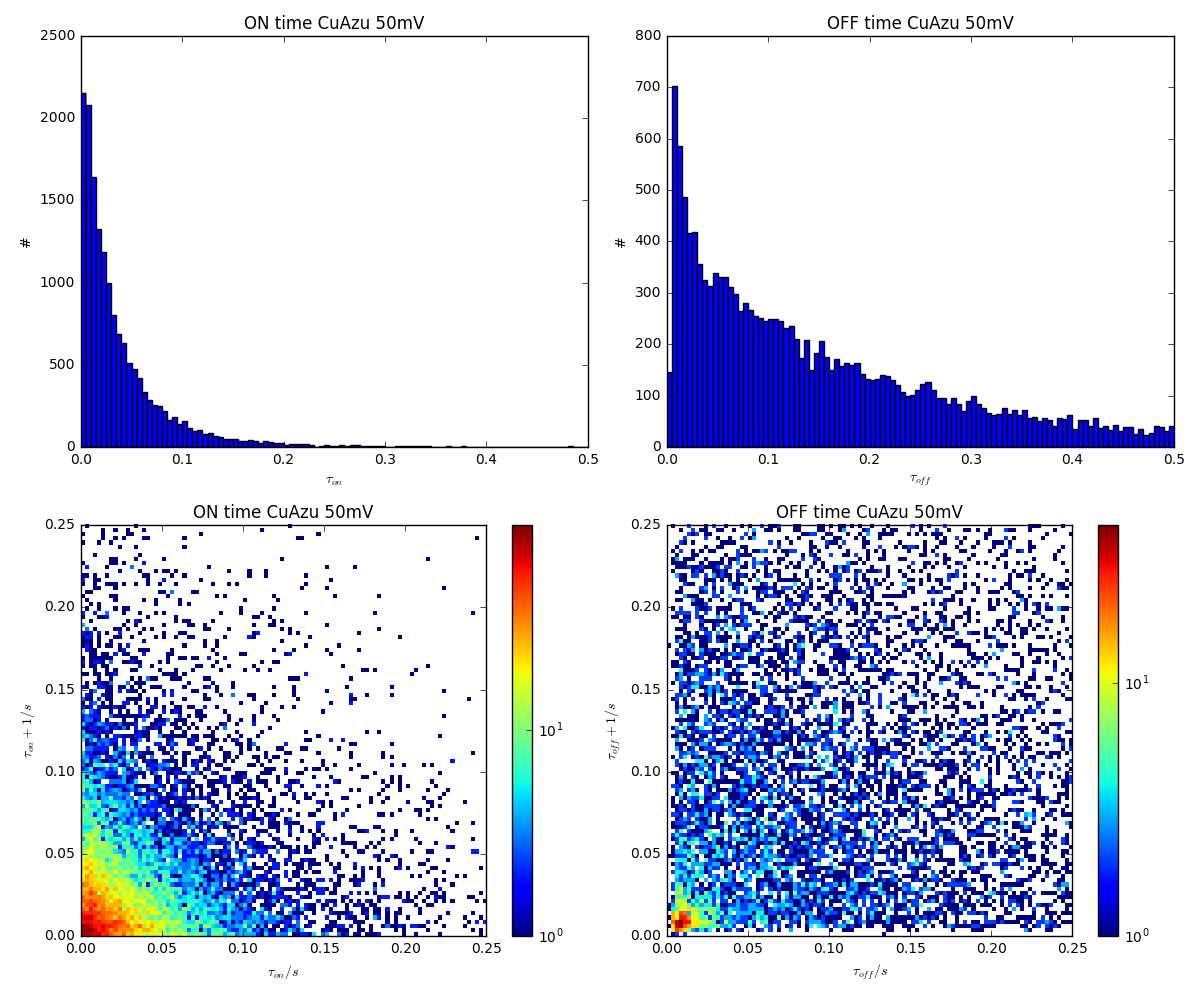 ON time CuAzu 50mV
2500
2000
1500
1000
500
0
#
0.0 0.1 0.2 0.3 0.4 0.5
τ_on
OFF time CuAzu 50mV
800
700
600
500
400
300
200
100
0
#
0.0 0.1 0.2 0.3 0.4 0.5
τ_off
ON time CuAzu 50mV
0.25
0.20
0.15
0.10
0.05
0.00
τ_on + 1/s
0.00 0.05 0.10 0.15 0.20 0.25
τ_on/s
10^1
10^0
OFF time CuAzu 50mV
0.25
0.20
0.15
0.10
0.05
0.00
τ_off + 1/s
0.00 0.05 0.10 0.15 0.20 0.25
τ_off/s
10^1
10^0